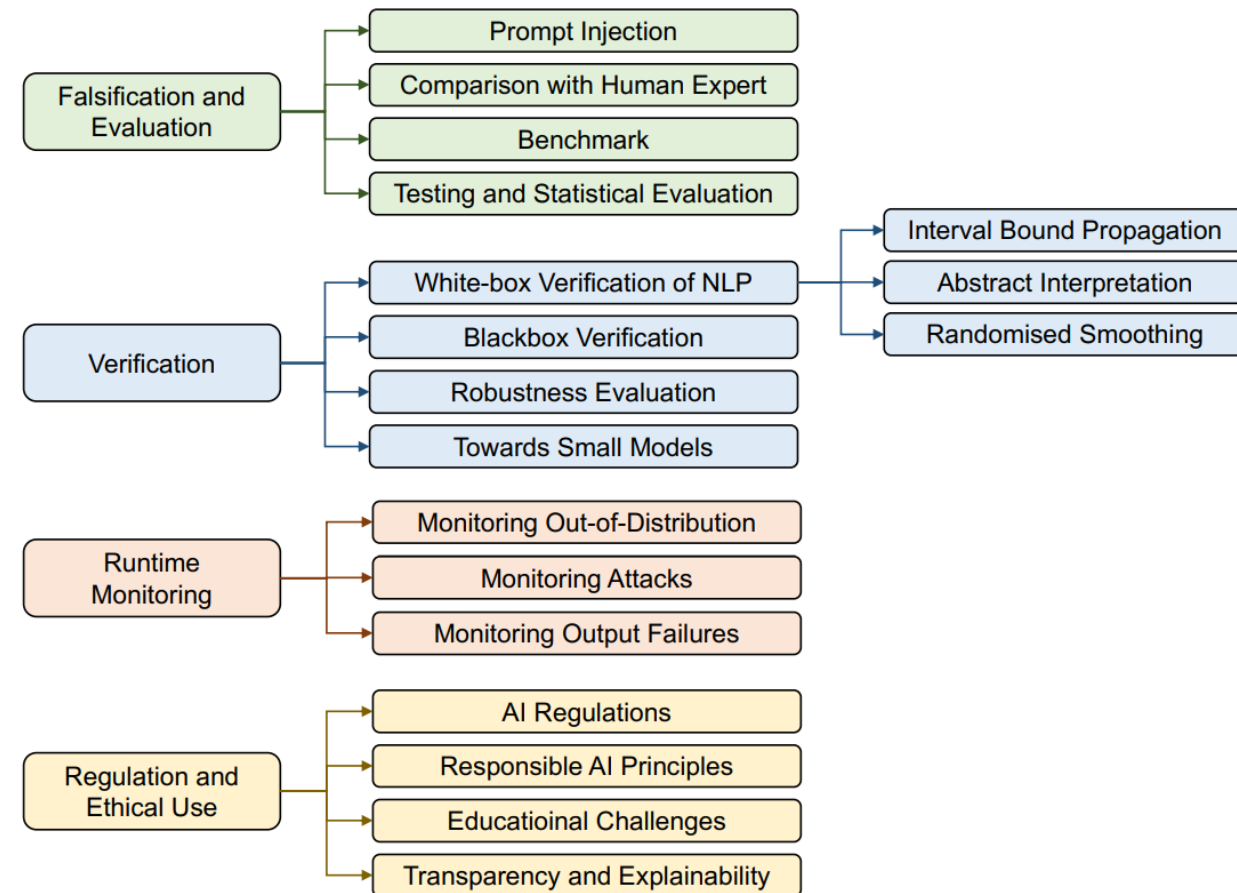 Falsification and
Evaluation
Prompt Injection
Comparison with Human Expert
Benchmark
Testing and Statistical Evaluation
Verification
White-box Verification of NLP
Blackbox Verification
Robustness Evaluation
Towards Small Models
Interval Bound Propagation
Abstract Interpretation
Randomised Smoothing
Runtime
Monitoring
Monitoring Out-of-Distribution
Monitoring Attacks
Monitoring Output Failures
Regulation and
Ethical Use
AI Regulations
Responsible AI Principles
Educatioinal Challenges
Transparency and Explainability